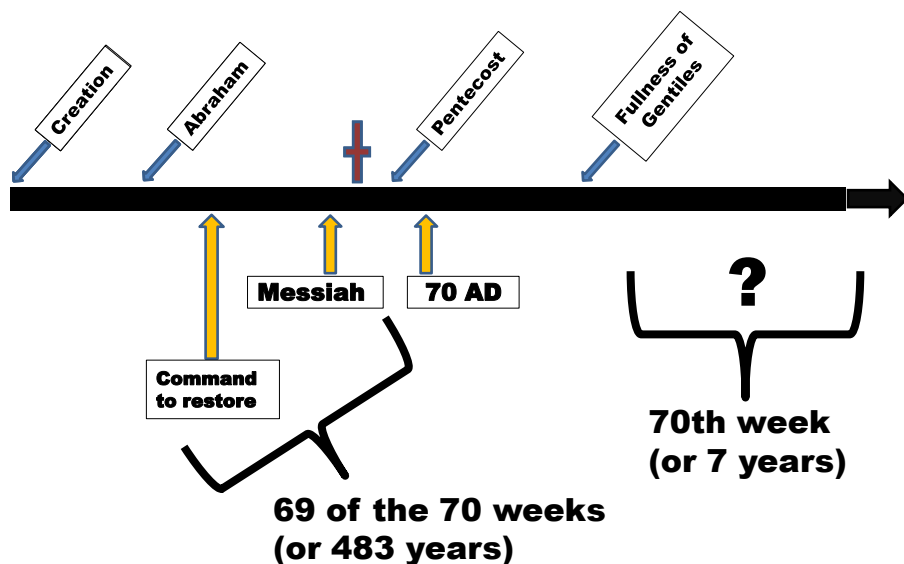 Creation
Abraham
Pentecost
Fullness of
Gentiles
Messiah
70 AD
?
Command
to restore
70th week
(or 7 years)
69 of the 70 weeks
(or 483 years)